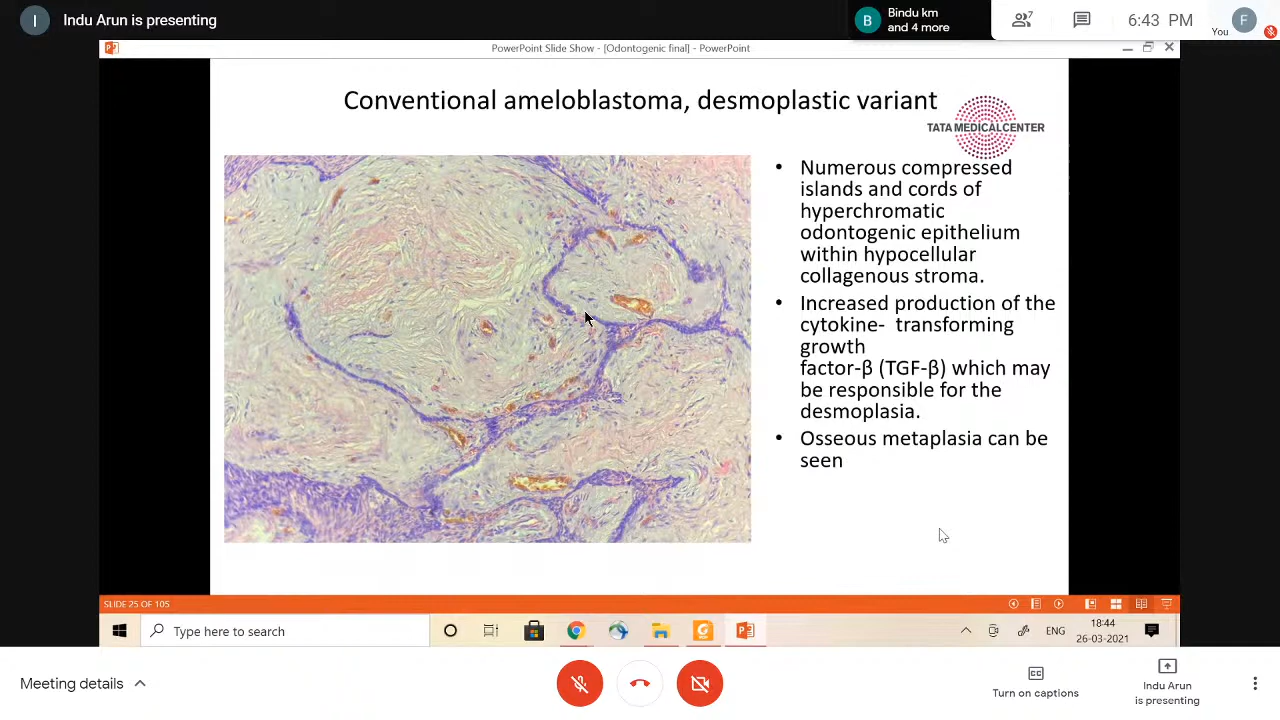 I Indu Arun is presenting
B Bindu km
and 4 more
7
6:43 PM
You
F
PowerPoint Slide Show - [Odontogenic final] - PowerPoint
Conventional ameloblastoma, desmoplastic variant
TATA MEDICAL CENTER
• Numerous compressed
islands and cords of
hyperchromatic
odontogenic epithelium
within hypocellular
collagenous stroma.
• Increased production of the
cytokine- transforming
growth
factor-β (TGF-β) which may
be responsible for the
desmoplasia.
• Osseous metaplasia can be
seen
SLIDE 25 OF 105
Type here to search
ENG
18:44
26-03-2021
Meeting details
CC
Turn on captions
Indu Arun
is presenting